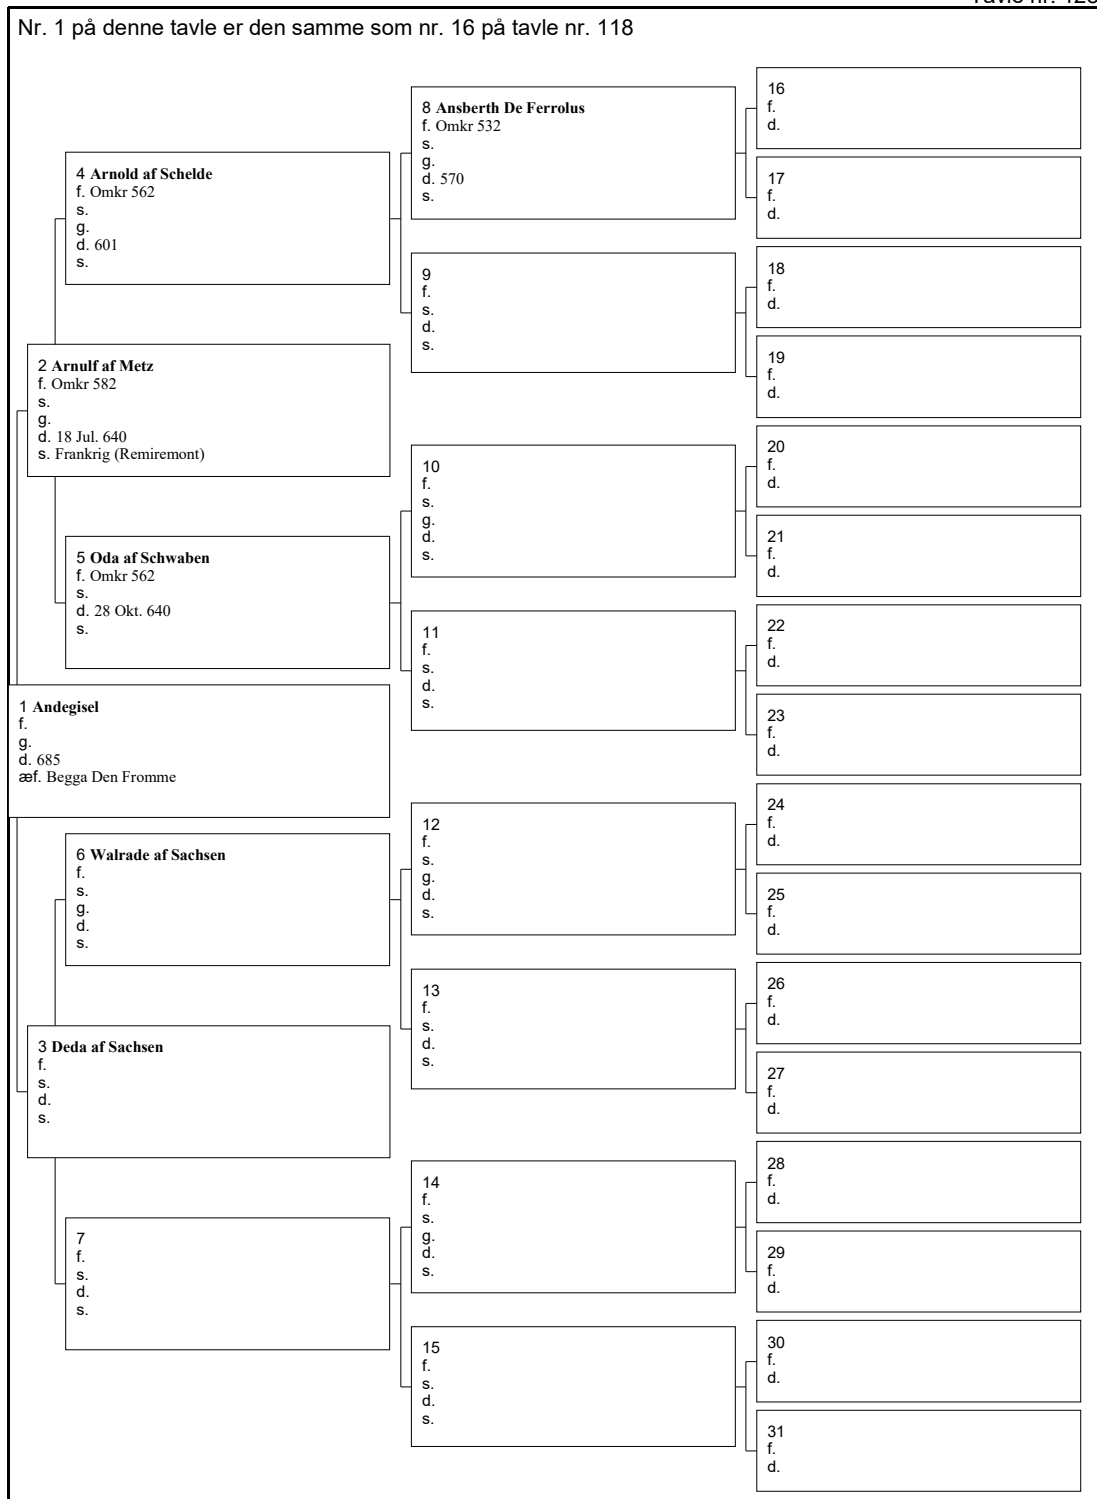 Nr. 1 på denne tavle er den samme som nr. 16 på tavle nr. 118
8 Ansberth De Ferrolus
f. Omkr 532
s.
g.
d. 570
s.
16
f.
d.
17
f.
d.
4 Arnold af Schelde
f. Omkr 562
s.
g.
d. 601
s.
9
f.
s.
d.
s.
18
f.
d.
19
f.
d.
2 Arnulf af Metz
f. Omkr 582
s.
g.
d. 18 Jul. 640
s. Frankrig (Remiremont)
10
f.
s.
g.
d.
s.
20
f.
d.
21
f.
d.
5 Oda af Schwaben
f. Omkr 562
s.
d. 28 Okt. 640
s.
11
f.
s.
d.
s.
22
f.
d.
23
f.
d.
1 Andegisel
f.
g.
d. 685
æf. Begga Den Fromme
12
f.
s.
g.
d.
s.
24
f.
d.
25
f.
d.
6 Walrade af Sachsen
f.
s.
g.
d.
s.
13
f.
s.
d.
s.
26
f.
d.
27
f.
d.
3 Deda af Sachsen
f.
s.
d.
s.
14
f.
s.
g.
d.
s.
28
f.
d.
29
f.
d.
7
f.
s.
d.
s.
15
f.
s.
d.
s.
30
f.
d.
31
f.
d.